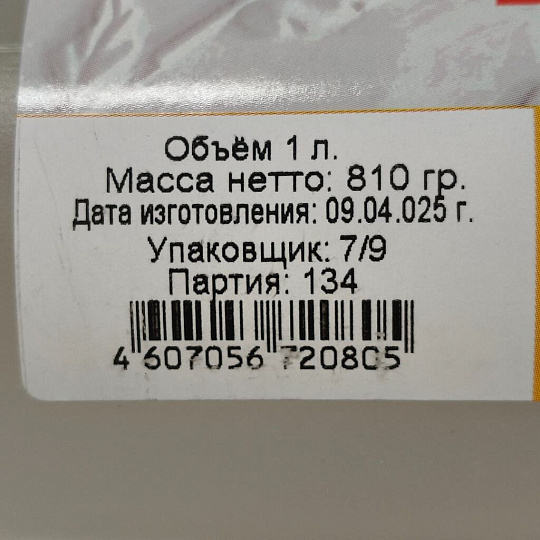 Объём 1 л.
Масса нетто: 810 гр.
Дата изготовления: 09.04.025 г.
Упаковщик: 7/9
Партия: 134
4 607056 720805